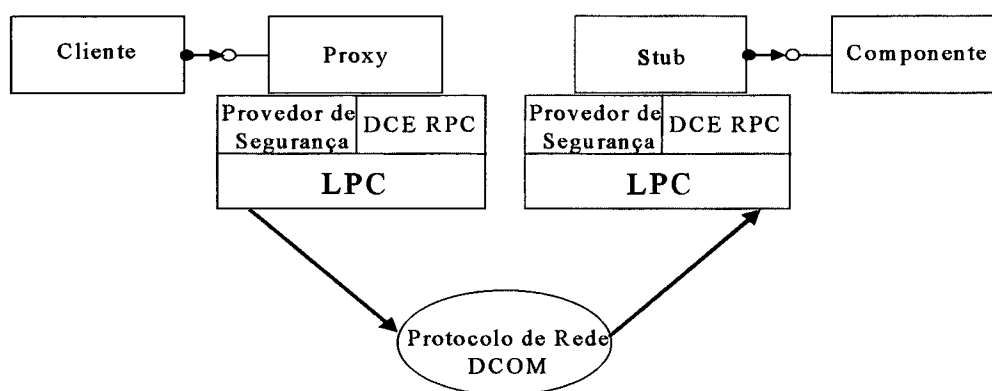 Cliente
Proxy
Stub
Componente
Provedor de
Segurança
DCE RPC
Provedor de
Segurança
DCE RPC
LPC
LPC
Protocolo de Rede
DCOM